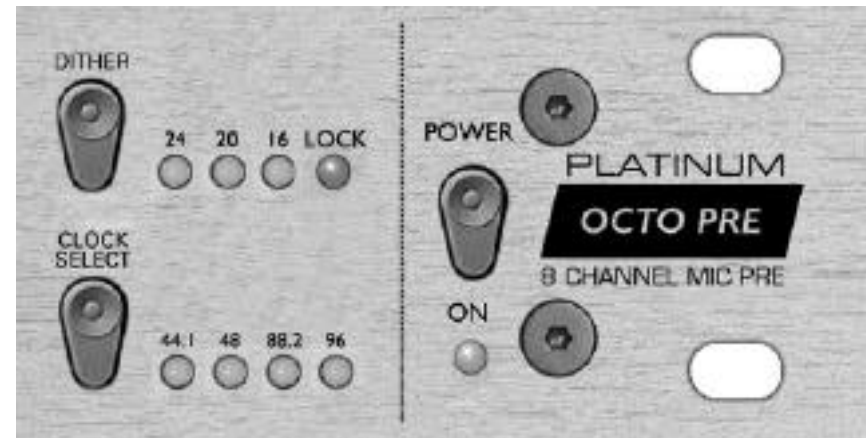 DITHER
24 20 16 LOCK
CLOCK
SELECT
44.1 48 88.2 96
POWER
ON
PLATINUM
OCTO PRE
8 CHANNEL MIC PRE